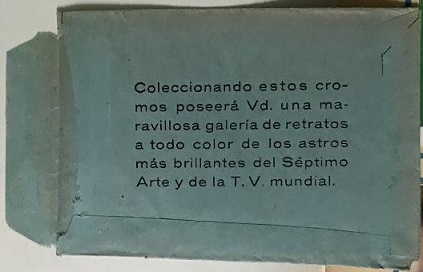 Coleccionando estos cro-
mos poseerá Vd. una ma-
ravillosa galería de retratos
a todo color de los astros
más brillantes del Séptimo
Arte y de la T. V. mundial.